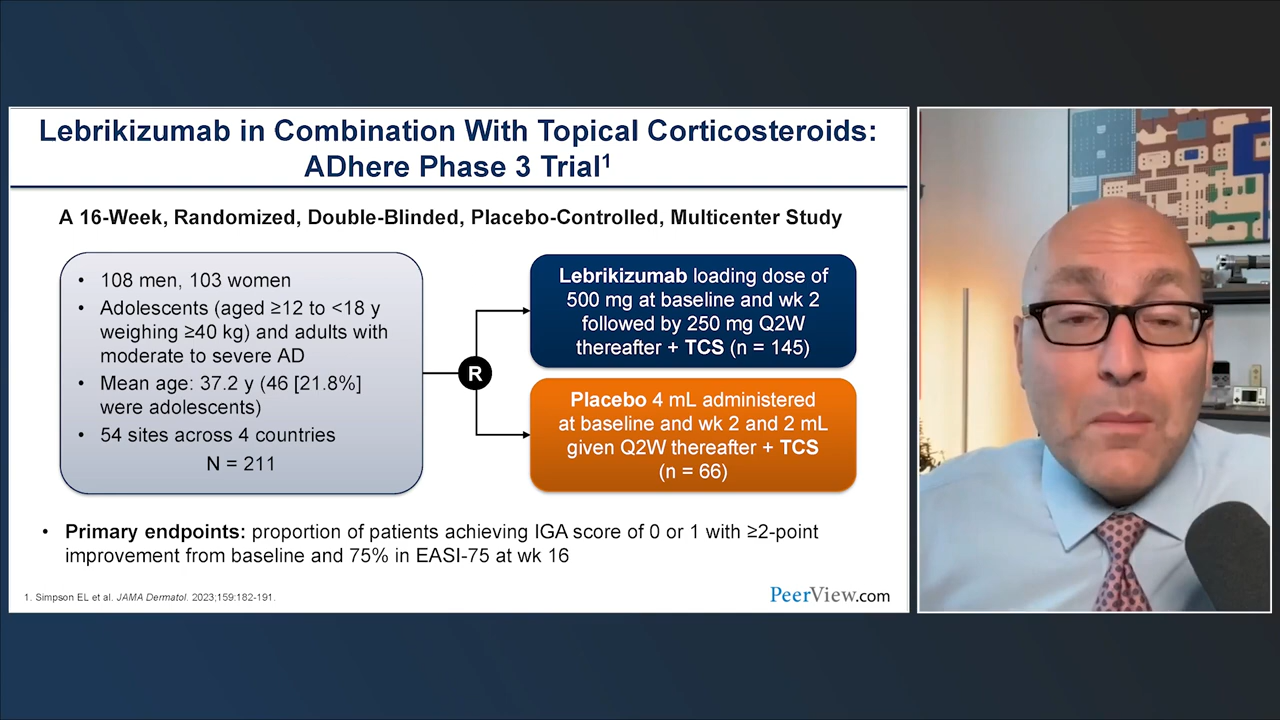 Lebrikizumab in Combination With Topical Corticosteroids:
ADhere Phase 3 Trial¹
A 16-Week, Randomized, Double-Blinded, Placebo-Controlled, Multicenter Study
• 108 men, 103 women
• Adolescents (aged ≥12 to <18 y
weighing ≥40 kg) and adults with
moderate to severe AD
• Mean age: 37.2 y (46 [21.8%]
were adolescents)
• 54 sites across 4 countries
N = 211
R
Lebrikizumab loading dose of
500 mg at baseline and wk 2
followed by 250 mg Q2W
thereafter + TCS (n = 145)
Placebo 4 mL administered
at baseline and wk 2 and 2 mL
given Q2W thereafter + TCS
(n = 66)
• Primary endpoints: proportion of patients achieving IGA score of 0 or 1 with ≥2-point
improvement from baseline and 75% in EASI-75 at wk 16
1. Simpson EL et al. JAMA Dermatol. 2023;159:182-191.
PeerView.com